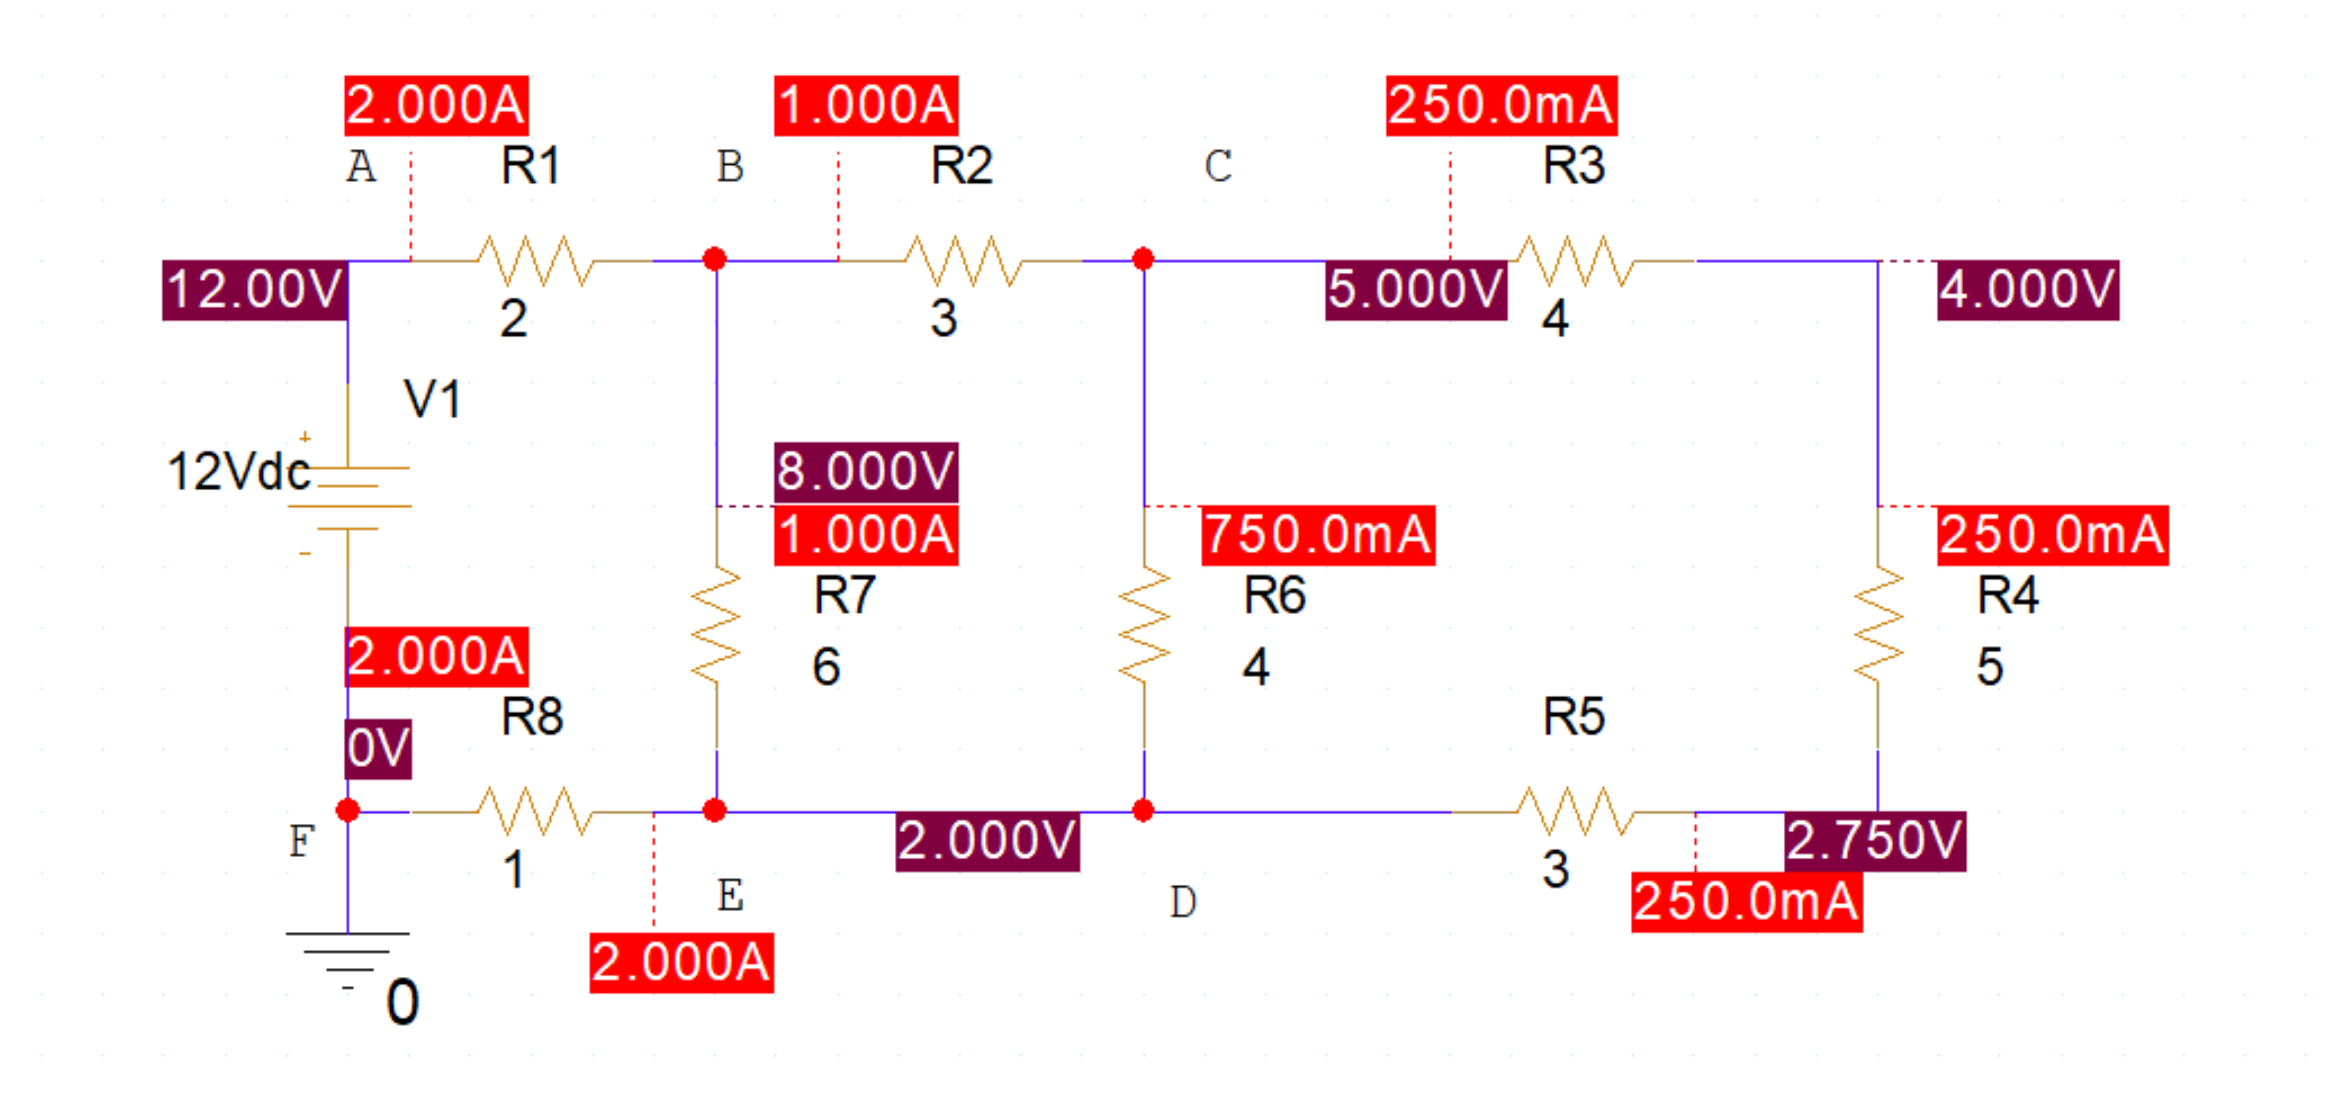 2.000A
1.000A
250.0mA
A
R1
B
R2
C
R3
12.00V
5.000V
4.000V
2
3
4
V1
+
12Vdc
-
8.000V
1.000A
750.0mA
250.0mA
R7
R6
R4
6
4
5
2.000A
R8
R5
0V
F
1
2.000V
3
2.750V
E
D
250.0mA
2.000A
0